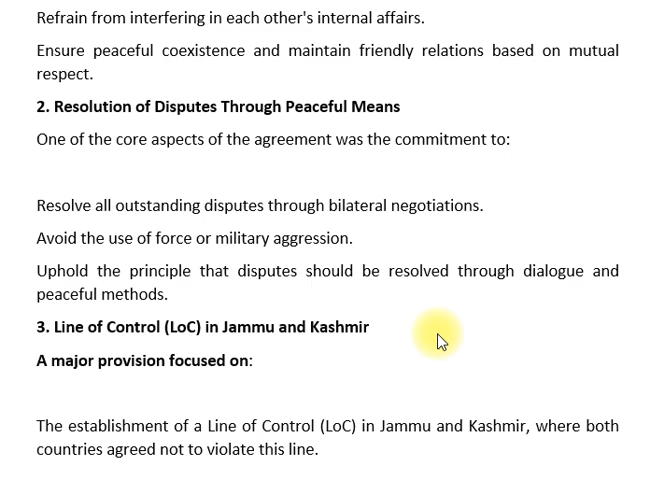 Refrain from interfering in each other's internal affairs.
Ensure peaceful coexistence and maintain friendly relations based on mutual
respect.
2. Resolution of Disputes Through Peaceful Means
One of the core aspects of the agreement was the commitment to:
Resolve all outstanding disputes through bilateral negotiations.
Avoid the use of force or military aggression.
Uphold the principle that disputes should be resolved through dialogue and
peaceful methods.
3. Line of Control (LoC) in Jammu and Kashmir
A major provision focused on:
The establishment of a Line of Control (LoC) in Jammu and Kashmir, where both
countries agreed not to violate this line.